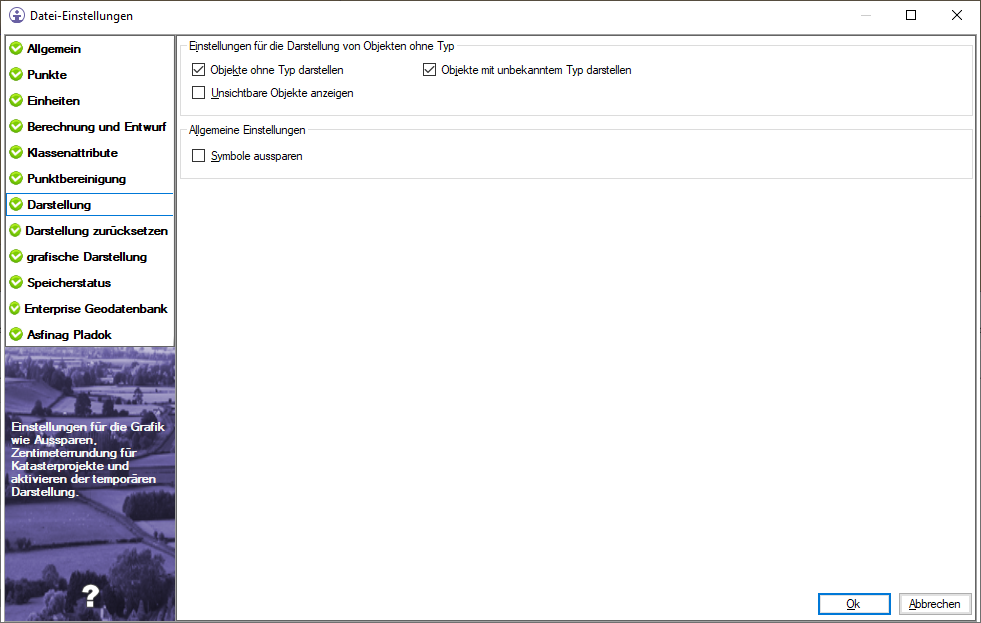 Datei-Einstellungen
Allgemein
Punkte
Einheiten
Berechnung und Entwurf
Klassenattribute
Punktbereinigung
Darstellung
Darstellung zurücksetzen
grafische Darstellung
Speicherstatus
Enterprise Geodatenbank
Asfinag Pladok
Einstellungen für die Grafik
wie Aussparen,
Zentimeterrundung für
Katasterprojekte und
aktivieren der temporären
Darstellung.
?
Einstellungen für die Darstellung von Objekten ohne Typ
Objekte ohne Typ darstellen
Objekte mit unbekanntem Typ darstellen
Unsichtbare Objekte anzeigen
Allgemeine Einstellungen
Symbole aussparen
Ok
Abbrechen